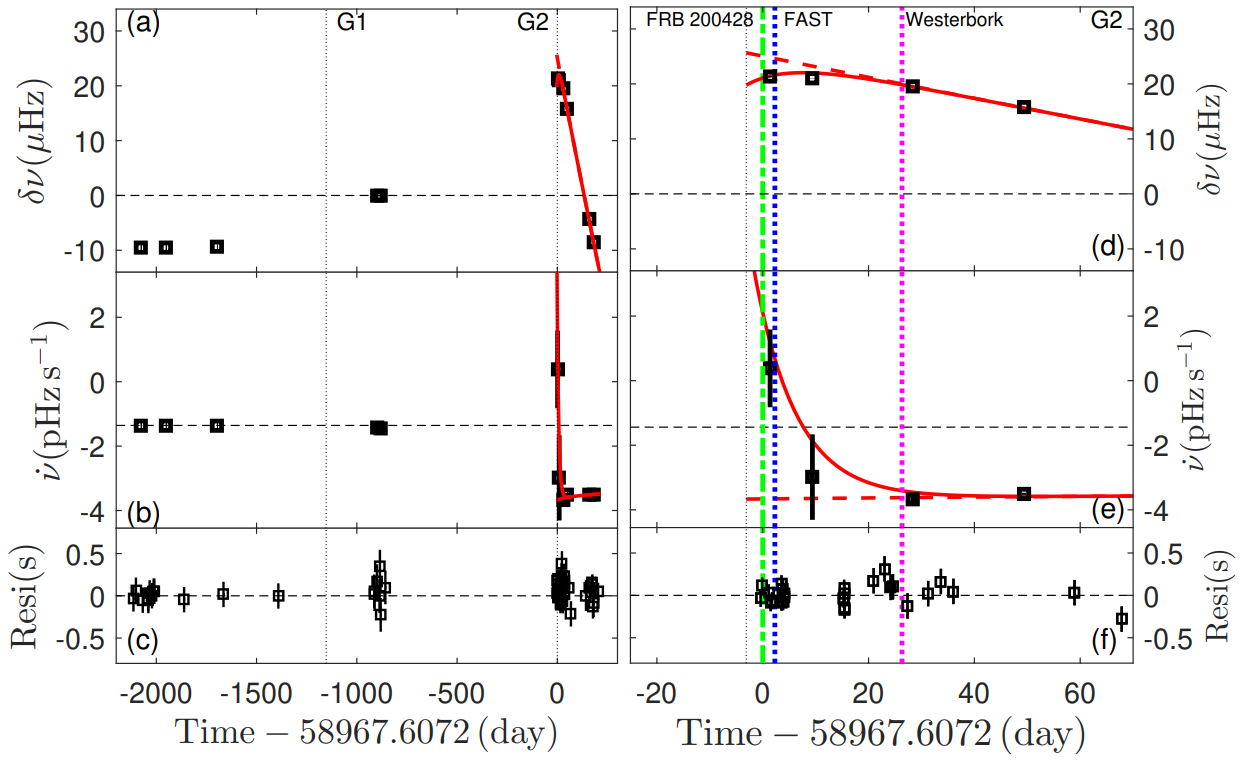 (a) G1 G2
30
20
10
0
-10
δν(μHz)
2
0
-2
-4
ν̇(pHz s⁻¹)
(b)
0.5
0
-0.5
Resi(s)
(c)
-2000 -1500 -1000 -500 0
Time − 58967.6072 (day)
FRB 200428 FAST Westerbork G2
30
20
10
0
-10
δν(μHz)
(d)
2
0
-2
-4
ν̇(pHz s⁻¹)
(e)
0.5
0
-0.5
Resi(s)
(f)
-20 0 20 40 60
Time − 58967.6072 (day)